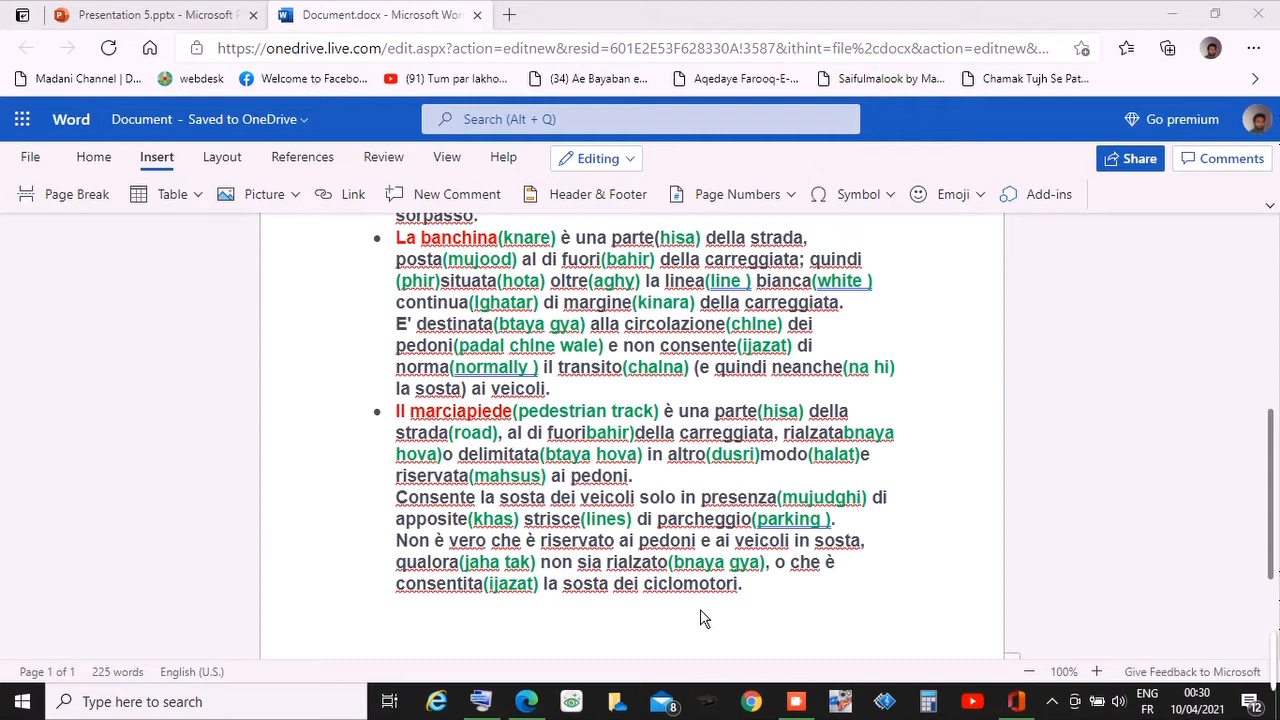 Presentation 5.pptx - Microsoft P
Document.docx - Microsoft Wor
https://onedrive.live.com/edit.aspx?action=editnew&resid=601E2E53F628330A!3587&ithint=file%2cdocx&action=editnew&...
Madani Channel | D...
webdesk
Welcome to Facebo...
(91) Tum par lakho...
(34) Ae Bayaban e...
Aqedaye Farooq-E-...
Saifulmalook by Ma...
Chamak Tujh Se Pat...
Word
Document - Saved to OneDrive
Search (Alt + Q)
Go premium
File Home Insert Layout References Review View Help Editing Share Comments
Page Break Table Picture Link New Comment Header & Footer Page Numbers Symbol Emoji Add-ins
sorpasso.
La banchina(knare) è una parte(hisa) della strada,
posta(mujood) al di fuori(bahir) della carreggiata; quindi
(phir)situata(hota) oltre(aghy) la linea(line ) bianca(white )
continua(lghatar) di margine(kinara) della carreggiata.
E' destinata(btaya gya) alla circolazione(chlne) dei
pedoni(padal chlne wale) e non consente(ijazat) di
norma(normally ) il transito(chalna) (e quindi neanche(na hi)
la sosta) ai veicoli.
Il marciapiede(pedestrian track) è una parte(hisa) della
strada(road), al di fuoribahir)della carreggiata, rialzatabnaya
hova)o delimitata(btaya hova) in altro(dusri)modo(halat)e
riservata(mahsus) ai pedoni.
Consente la sosta dei veicoli solo in presenza(mujudghi) di
apposite(khas) strisce(lines) di parcheggio(parking ).
Non è vero che è riservato ai pedoni e ai veicoli in sosta,
qualora(jaha tak) non sia rialzato(bnaya gya), o che è
consentita(ijazat) la sosta dei ciclomotori.
Page 1 of 1 225 words English (U.S.) 100% Give Feedback to Microsoft
Type here to search
8
ENG
FR
00:30
10/04/2021
12